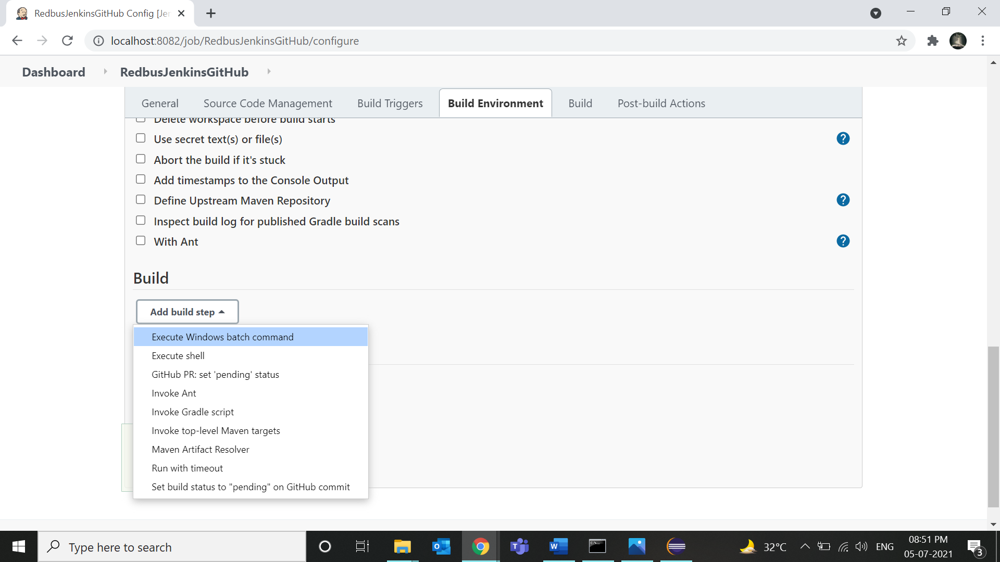 RedbusJenkinsGitHub Config [Jer
localhost:8082/job/RedbusJenkinsGitHub/configure
Dashboard RedbusJenkinsGitHub
General Source Code Management Build Triggers Build Environment Build Post-build Actions
Delete workspace before build starts
Use secret text(s) or file(s)
?
Abort the build if it's stuck
Add timestamps to the Console Output
Define Upstream Maven Repository
?
Inspect build log for published Gradle build scans
With Ant
?
Build
Add build step
Execute Windows batch command
Execute shell
GitHub PR: set 'pending' status
Invoke Ant
Invoke Gradle script
Invoke top-level Maven targets
Maven Artifact Resolver
Run with timeout
Set build status to "pending" on GitHub commit
Type here to search
32°C
ENG
08:51 PM
05-07-2021
3